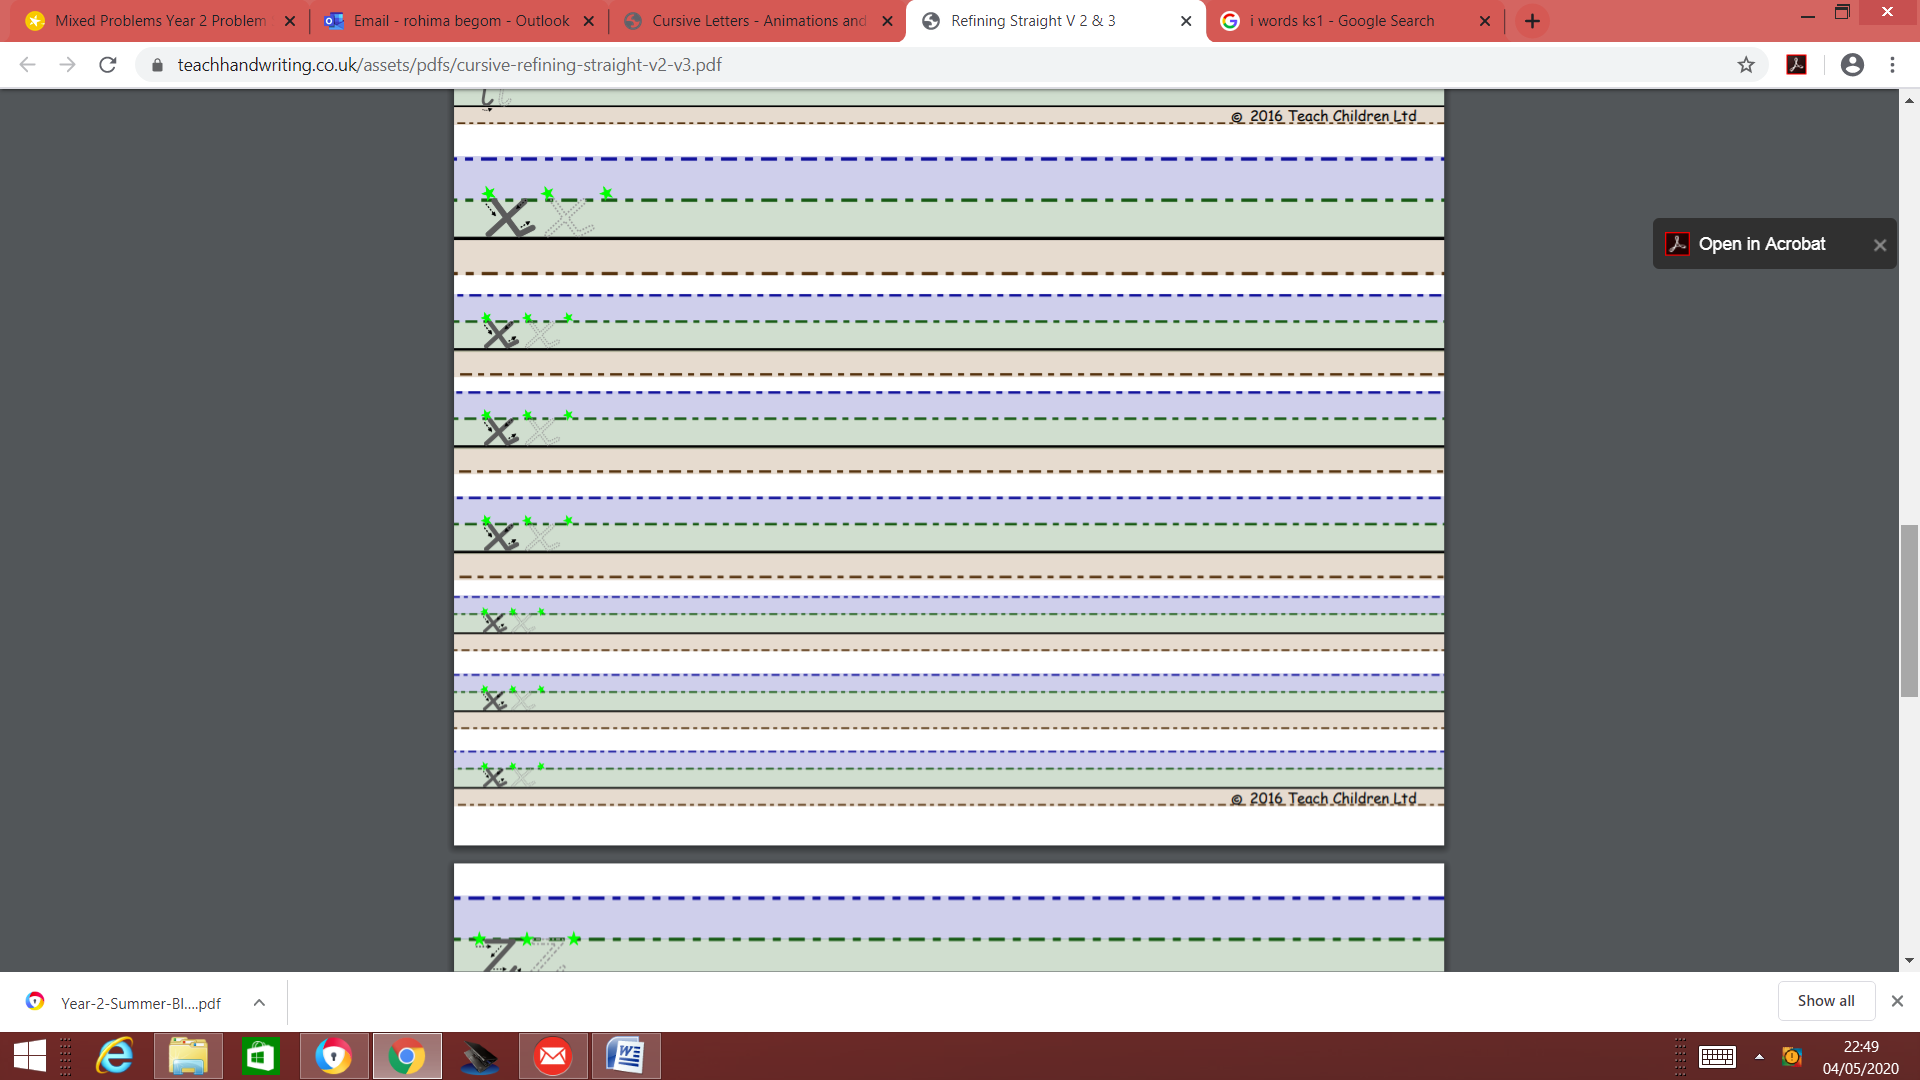 Mixed Problems Year 2 Problem
Email - rohima begom - Outlook
Cursive Letters - Animations and
Refining Straight V 2 & 3
i words ks1 - Google Search
teachhandwriting.co.uk/assets/pdfs/cursive-refining-straight-v2-v3.pdf
© 2016 Teach Children Ltd
Open in Acrobat
x x
x x
x x
x x
x x
x x
x x
© 2016 Teach Children Ltd
z z
Year-2-Summer-Bl....pdf
Show all
22:49
04/05/2020